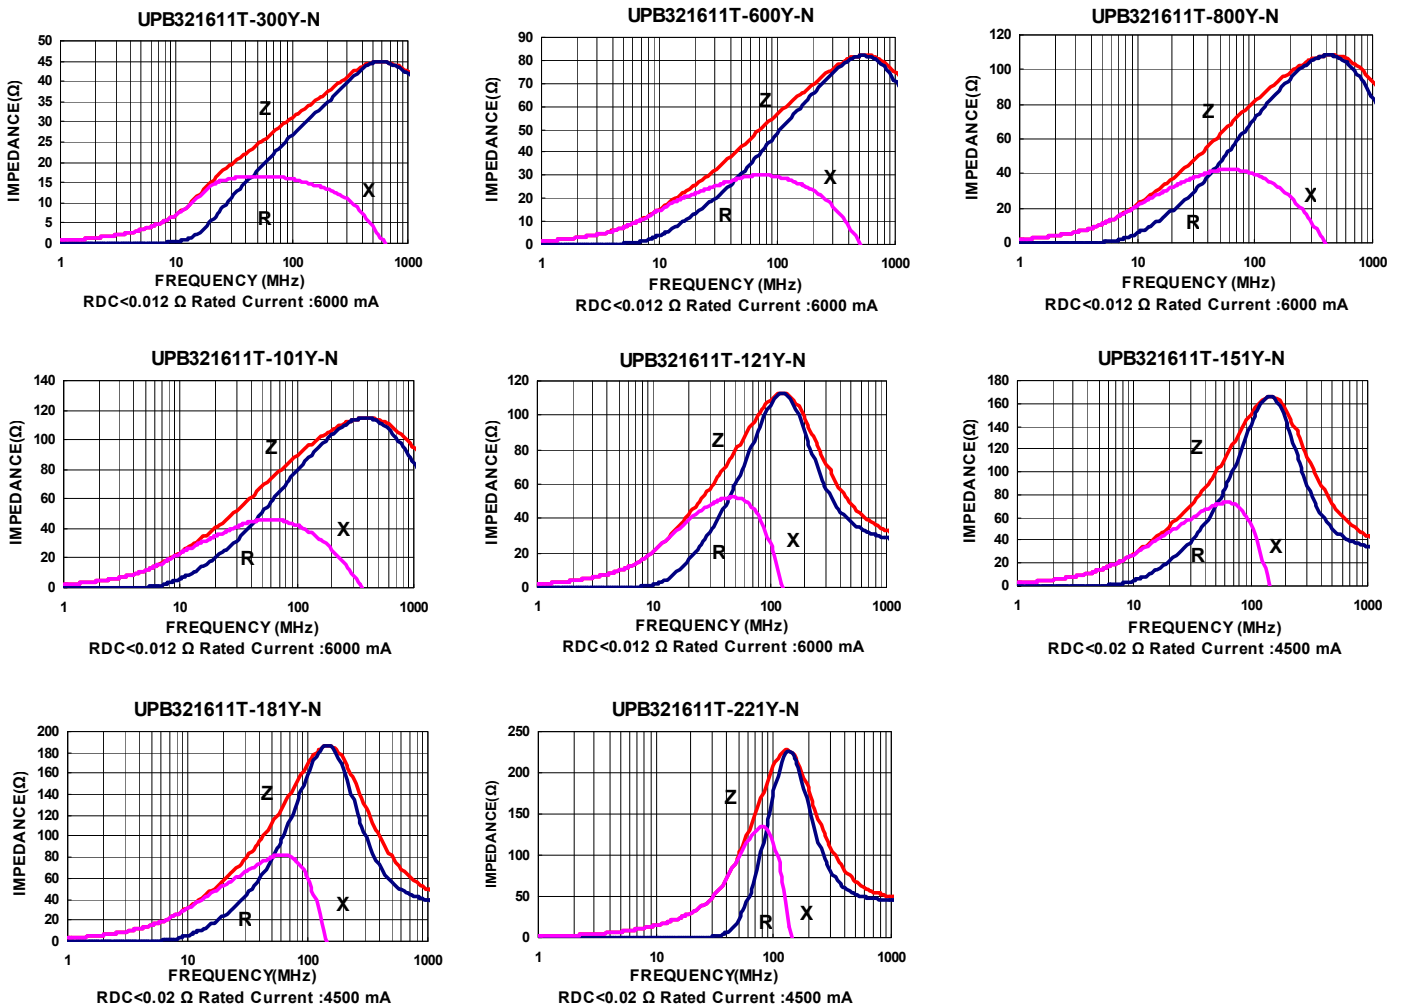 UPB321611T-300Y-N
IMPEDANCE(Ω)
50
45
40
35
30
25
20
15
10
5
0
Z
R
X
1
10
100
1000
FREQUENCY (MHz)
RDC<0.012 Ω Rated Current :6000 mA
UPB321611T-600Y-N
IMPEDANCE(Ω)
90
80
70
60
50
40
30
20
10
0
Z
R
X
1
10
100
1000
FREQUENCY (MHz)
RDC<0.012 Ω Rated Current :6000 mA
UPB321611T-800Y-N
IMPEDANCE(Ω)
120
100
80
60
40
20
0
Z
R
X
1
10
100
1000
FREQUENCY (MHz)
RDC<0.012 Ω Rated Current :6000 mA
UPB321611T-101Y-N
IMPEDANCE(Ω)
140
120
100
80
60
40
20
0
Z
R
X
1
10
100
1000
FREQUENCY (MHz)
RDC<0.012 Ω Rated Current :6000 mA
UPB321611T-121Y-N
IMPEDANCE(Ω)
120
100
80
60
40
20
0
Z
R
X
1
10
100
1000
FREQUENCY (MHz)
RDC<0.012 Ω Rated Current :6000 mA
UPB321611T-151Y-N
IMPEDANCE(Ω)
180
160
140
120
100
80
60
40
20
0
Z
R
X
1
10
100
1000
FREQUENCY (MHz)
RDC<0.02 Ω Rated Current :4500 mA
UPB321611T-181Y-N
IMPEDANCE(Ω)
200
180
160
140
120
100
80
60
40
20
0
Z
R
X
1
10
100
1000
FREQUENCY(MHz)
RDC<0.02 Ω Rated Current :4500 mA
UPB321611T-221Y-N
IMPEDANCE(Ω)
250
200
150
100
50
0
Z
R
X
1
10
100
1000
FREQUENCY(MHz)
RDC<0.02 Ω Rated Current :4500 mA